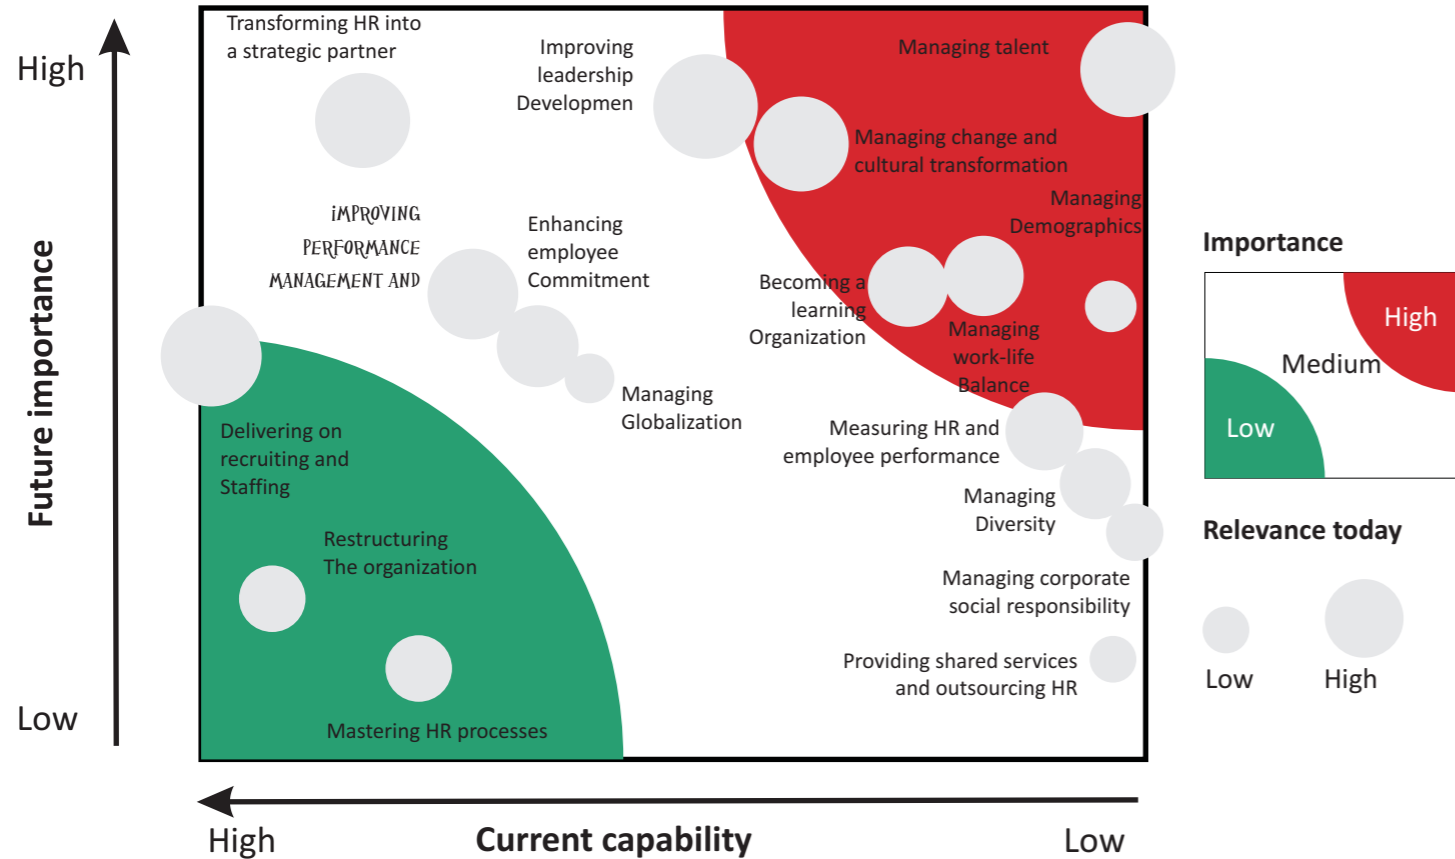 Transforming HR into
a strategic partner
High
Improving
leadership
Developmen
Managing talent
Managing change and
cultural transformation
Managing
Demographics
iMPROVING
PERFORMANCE
MANAGEMENT AND
Enhancing
employee
Commitment
Becoming a
learning
Organization
Managing
work-life
Balance
Managing
Globalization
Future importance
Delivering on
recruiting and
Staffing
Measuring HR and
employee performance
Managing
Diversity
Restructuring
The organization
Managing corporate
social responsibility
Providing shared services
and outsourcing HR
Mastering HR processes
Low
High
Current capability
Low
Importance
High
Medium
Low
Relevance today
Low
High